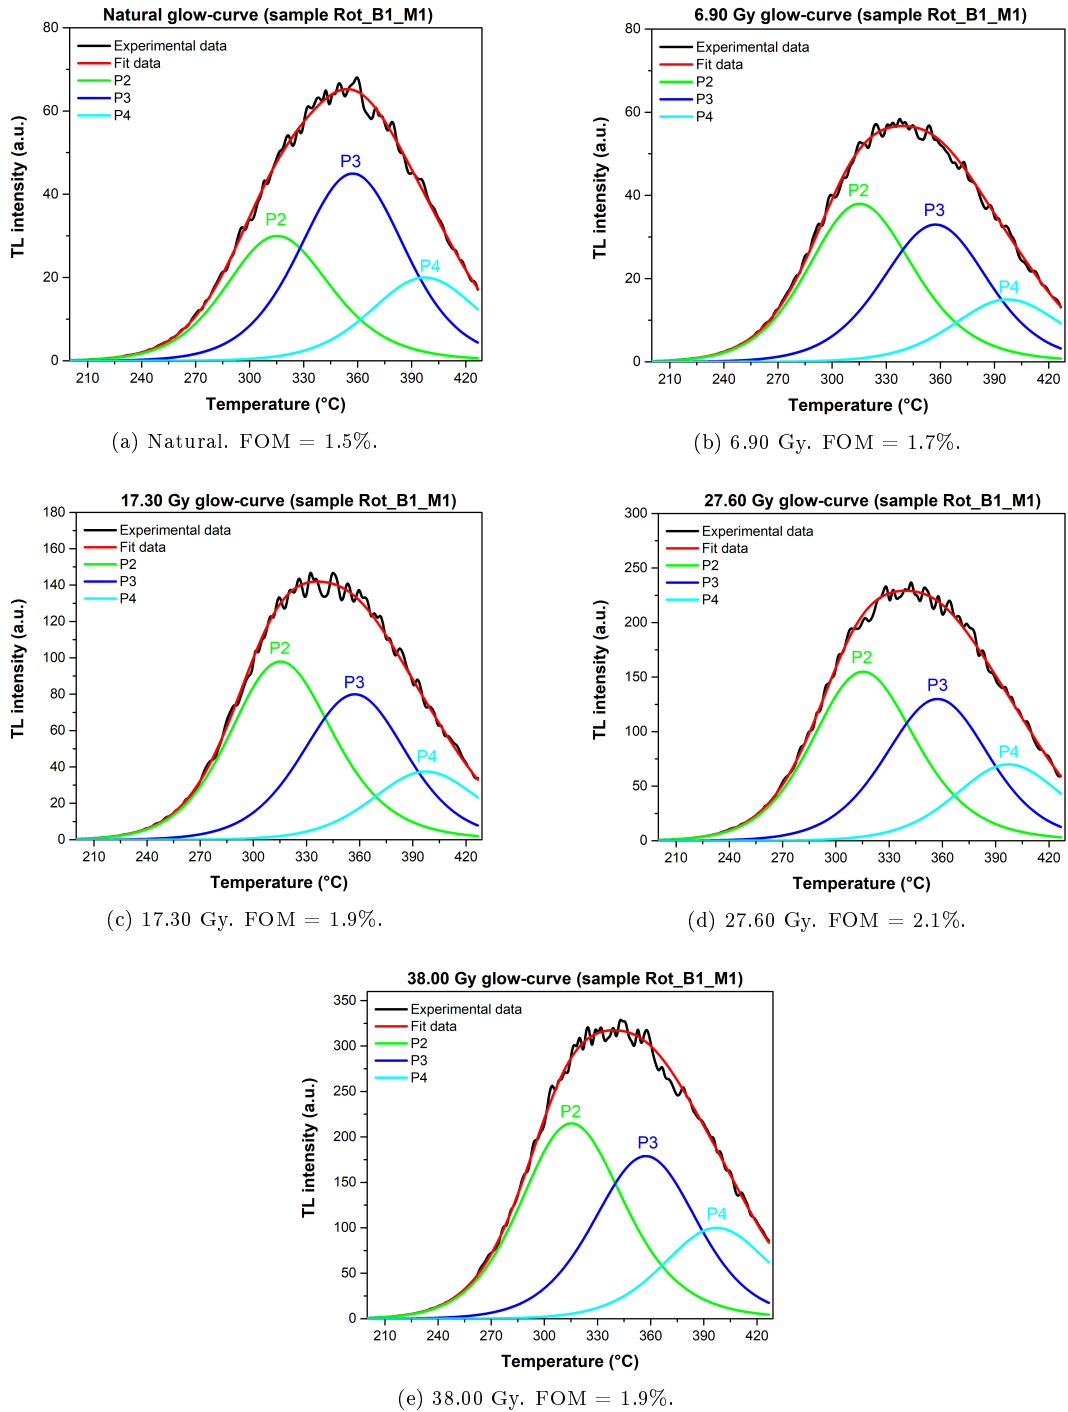 Natural glow-curve (sample Rot_B1_M1)
80
60
40
20
0
TL intensity (a.u.)
Experimental data
Fit data
P2
P3
P4
P3
P2
P4
210 240 270 300 330 360 390 420
Temperature (°C)
(a) Natural. FOM = 1.5%.
6.90 Gy glow-curve (sample Rot_B1_M1)
80
60
40
20
0
TL intensity (a.u.)
Experimental data
Fit data
P2
P3
P4
P2
P3
P4
210 240 270 300 330 360 390 420
Temperature (°C)
(b) 6.90 Gy. FOM = 1.7%.
17.30 Gy glow-curve (sample Rot_B1_M1)
180
160
140
120
100
80
60
40
20
0
TL intensity (a.u.)
Experimental data
Fit data
P2
P3
P4
P2
P3
P4
210 240 270 300 330 360 390 420
Temperature (°C)
(c) 17.30 Gy. FOM = 1.9%.
27.60 Gy glow-curve (sample Rot_B1_M1)
300
250
200
150
100
50
0
TL intensity (a.u.)
Experimental data
Fit data
P2
P3
P4
P2
P3
P4
210 240 270 300 330 360 390 420
Temperature (°C)
(d) 27.60 Gy. FOM = 2.1%.
38.00 Gy glow-curve (sample Rot_B1_M1)
350
300
250
200
150
100
50
0
TL intensity (a.u.)
Experimental data
Fit data
P2
P3
P4
P2
P3
P4
210 240 270 300 330 360 390 420
Temperature (°C)
(e) 38.00 Gy. FOM = 1.9%.